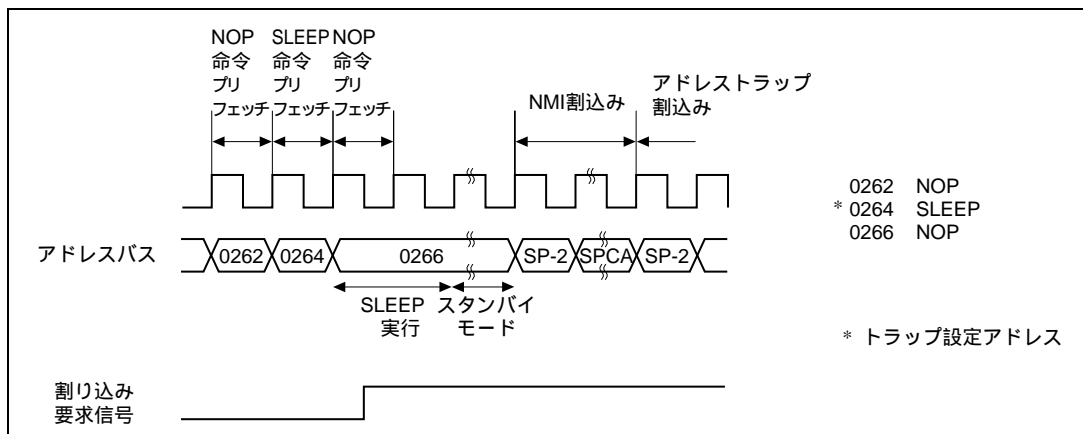 NOP SLEEP NOP
命令 命令 命令
プリ プリ プリ
フェッチ フェッチ フェッチ
NMI割込み
アドレストラップ
割込み
0262 NOP
* 0264 SLEEP
0266 NOP
アドレスバス
0262 0264 0266 SP-2 SPCA SP-2
SLEEP スタンバイ
実行 モード
* トラップ設定アドレス
割り込み
要求信号